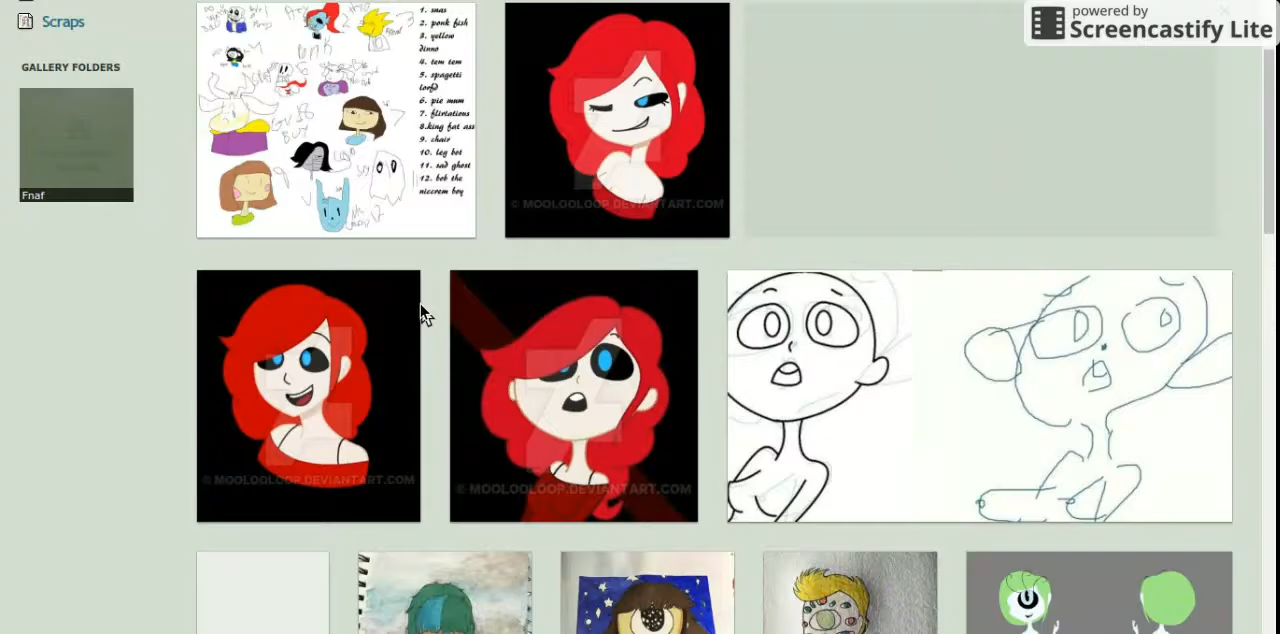 powered by
Screencastify Lite
Scraps
GALLERY FOLDERS
Fnaf
1. snas
2. ponk fish
3. yellow
dinno
4. tem tem
5. spagetti
lord
6. pie mum
7. flirtatious
8.king fat ass
9. chair
10. leg bot
11. sad ghost
12. bob the
niccrem boy
© MOOLOOLOOP.DEVIANTART.COM
© MOOLOOLOOP.DEVIANTART.COM
© MOOLOOLOOP.DEVIANTART.COM